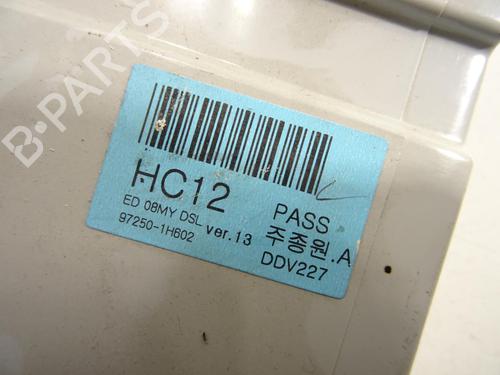 B-PARTS
HC12
PASS
ED 08MY DSL ver.13
주종원.A
97250-1H602
DDV227